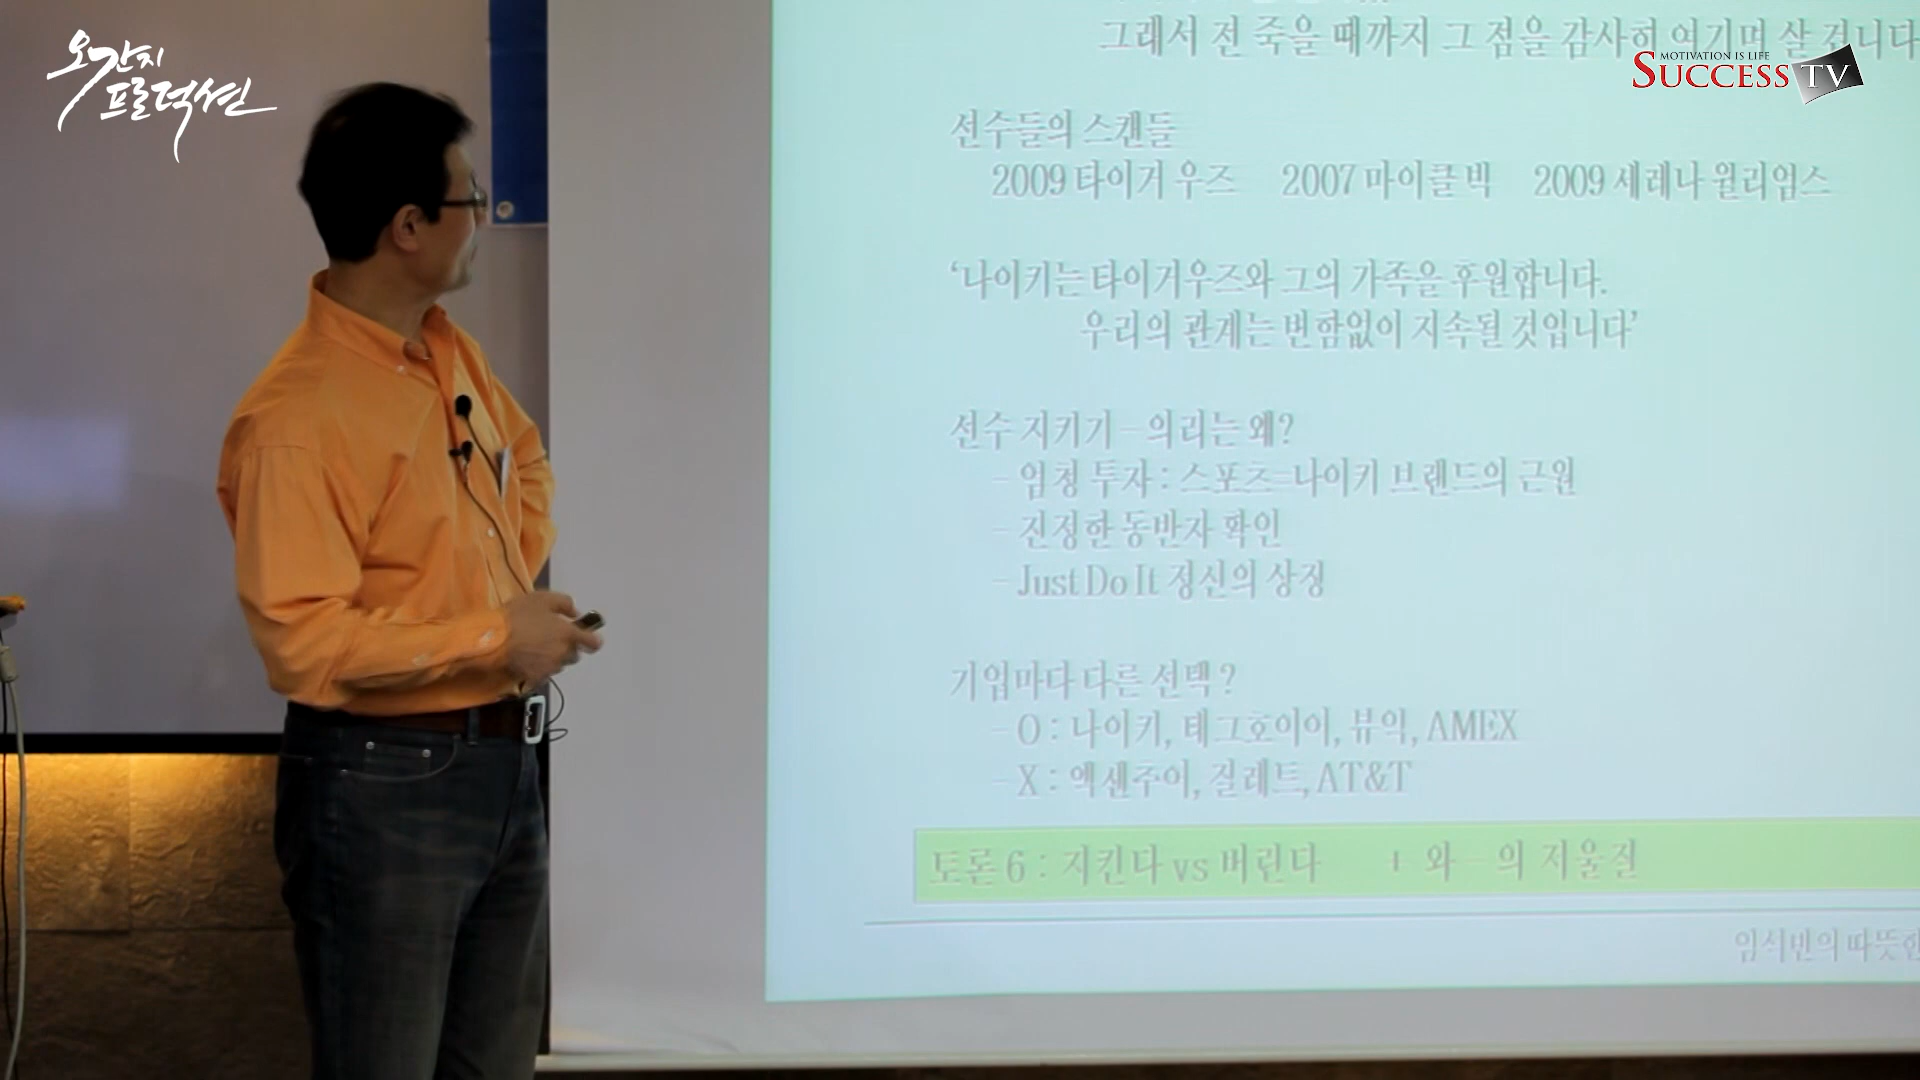 오가지
프로덕션
MOTIVATION IS LIFE
SUCCESS TV
그래서 전 죽을 때까지 그 점을 감사히 여기며 살 겁니다
선수들의 스캔들
2009 타이거 우즈 2007 마이클 빅 2009 세레나 윌리엄스
‘나이키는 타이거우즈와 그의 가족을 후원합니다.
우리의 관계는 변함없이 지속될 것입니다’
선수 지키기 – 의리는 왜?
– 엄청 투자 : 스포츠–나이키 브랜드의 근원
– 진정한 동반자 확인
– Just Do It 정신의 상징
기업마다 다른 선택 ?
– O : 나이키, 태그호이어, 뷰익, AMEX
– X : 엑센추어, 질레트, AT&T
토론 6 : 지킨다 vs 버린다 + 와 – 의 저울질
임서빈의 따뜻한